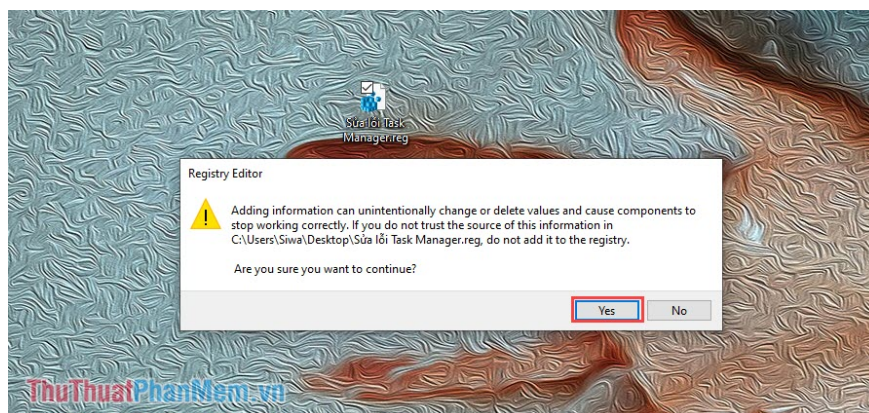 Sửa lỗi Task
Manager.reg
Registry Editor
Adding information can unintentionally change or delete values and cause components to
stop working correctly. If you do not trust the source of this information in
C:\Users\Siwa\Desktop\Sửa lỗi Task Manager.reg, do not add it to the registry.
Are you sure you want to continue?
Yes
No
ThuThuatPhanMem.vn